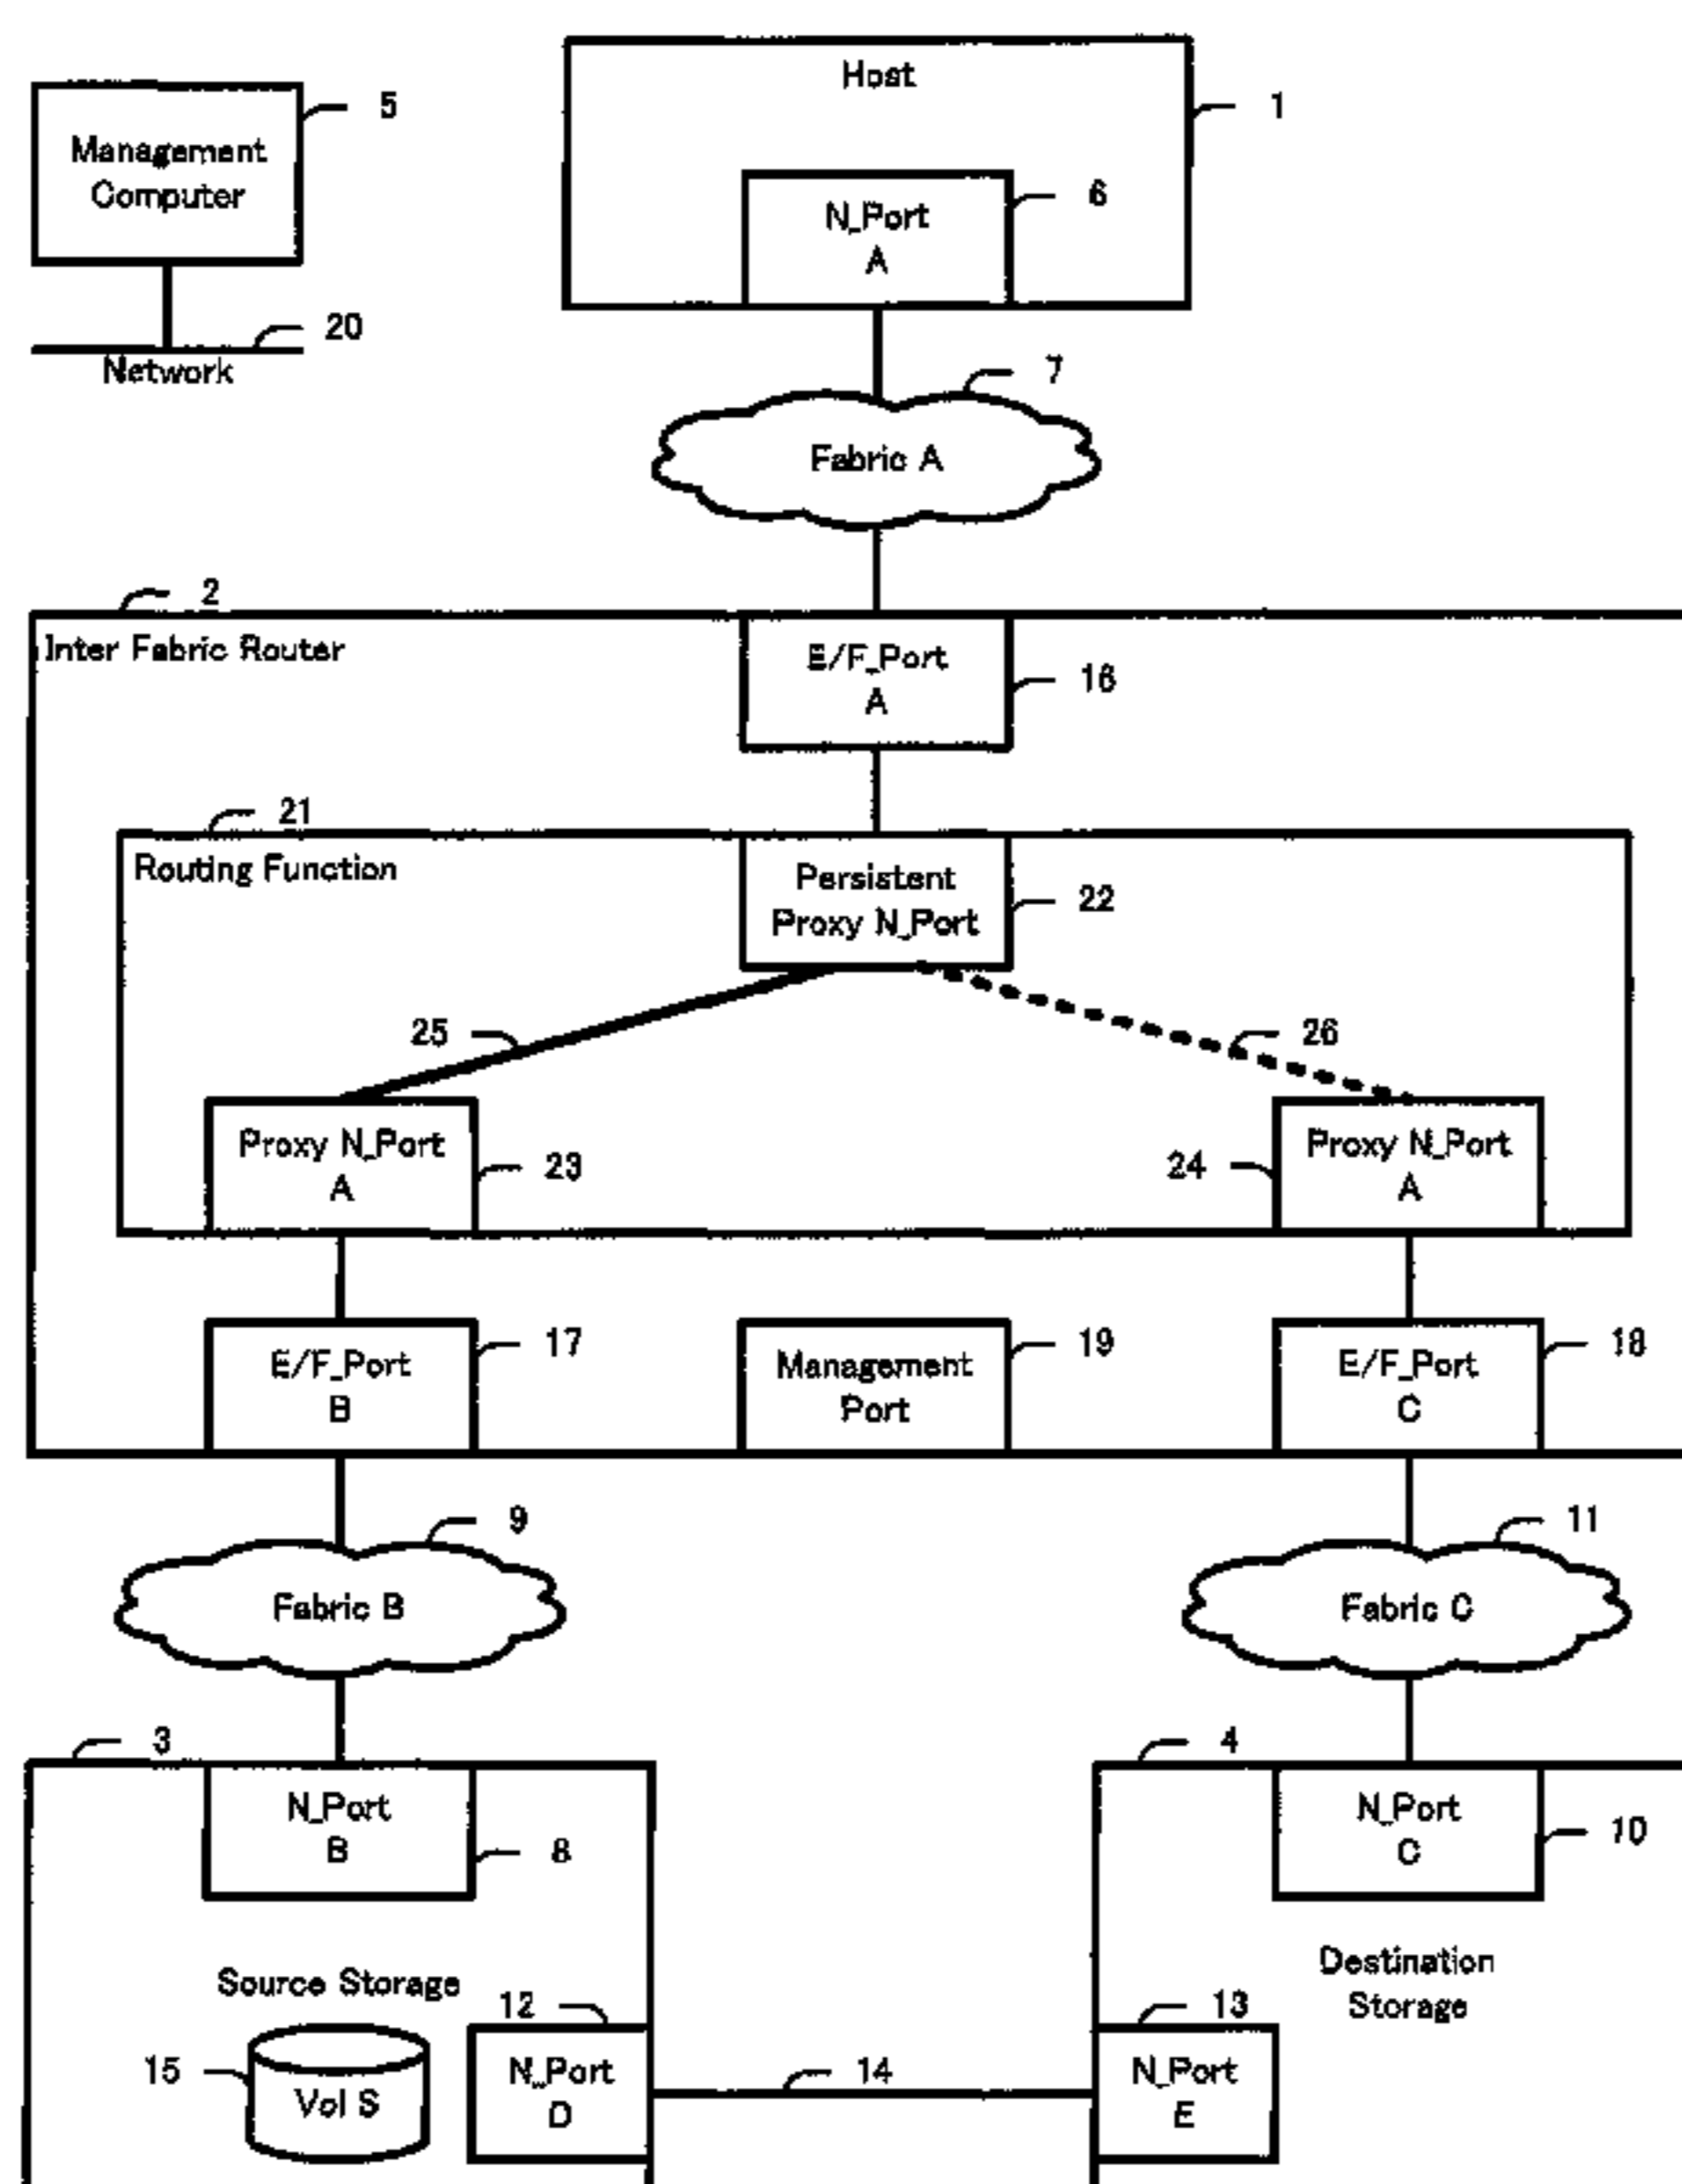 Host
1
5
Management
Computer
N_Port
A
6
20
Network
7
Fabric A
2
Inter Fabric Router
E/F_Port
A
16
21
Routing Function
Persistent
Proxy N_Port
22
25
26
Proxy N_Port
A
23
24
Proxy N_Port
A
E/F_Port
B
17
Management
Port
19
E/F_Port
C
18
9
Fabric B
11
Fabric C
3
N_Port
B
8
4
N_Port
C
10
Source Storage
Destination
Storage
12
13
15
Vol S
N_Port
D
14
N_Port
E